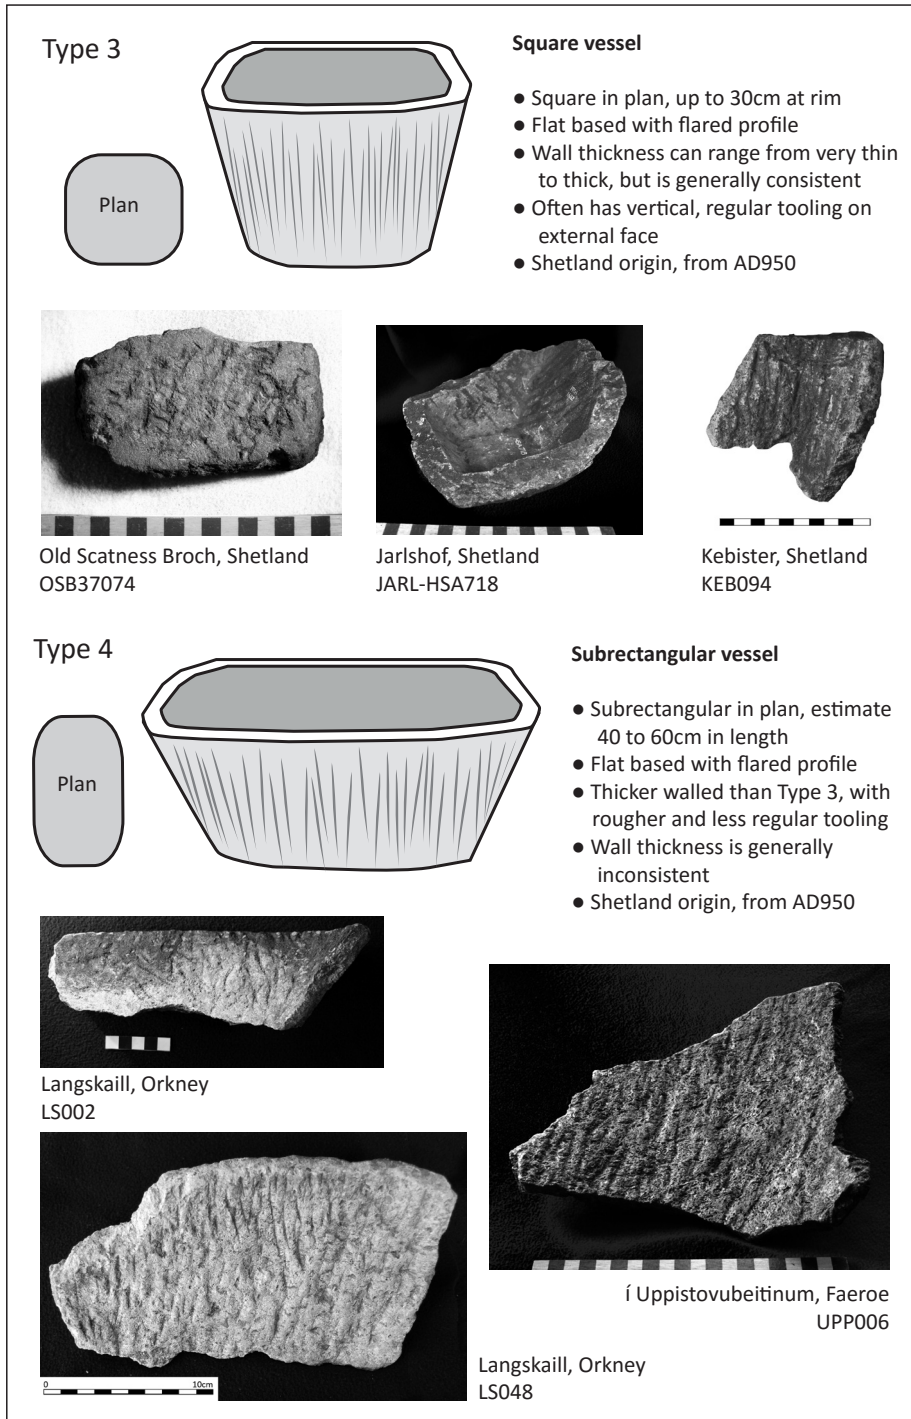 Type 3
Plan
Square vessel
● Square in plan, up to 30cm at rim
● Flat based with flared profile
● Wall thickness can range from very thin
to thick, but is generally consistent
● Often has vertical, regular tooling on
external face
● Shetland origin, from AD950
Old Scatness Broch, Shetland
OSB37074
Jarlshof, Shetland
JARL-HSA718
Kebister, Shetland
KEB094
Type 4
Plan
Subrectangular vessel
● Subrectangular in plan, estimate
40 to 60cm in length
● Flat based with flared profile
● Thicker walled than Type 3, with
rougher and less regular tooling
● Wall thickness is generally
inconsistent
● Shetland origin, from AD950
Langskaill, Orkney
LS002
í Uppistovubeitinum, Faeroe
UPP006
0 10cm
Langskaill, Orkney
LS048